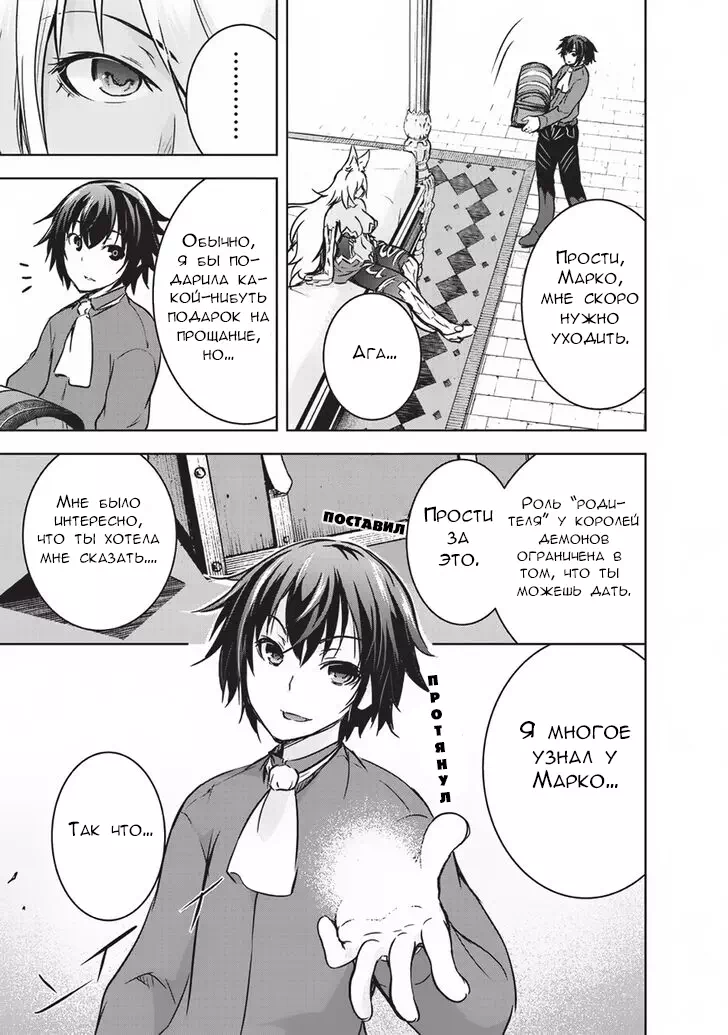 Прости,
Марко,
мне скоро
нужно
уходить.
Ага...
.........
Обычно,
я бы по-
дарила ка-
кой-нибуть
подарок на
прощание,
но...
Роль "роди-
теля" у королей
демонов
ограничена в
том, что ты
можешь дать.
Прости
за
это.
поставил
Мне было
интересно,
что ты хотела
мне сказать....
Я многое
узнал у
Марко...
протянул
Так что...